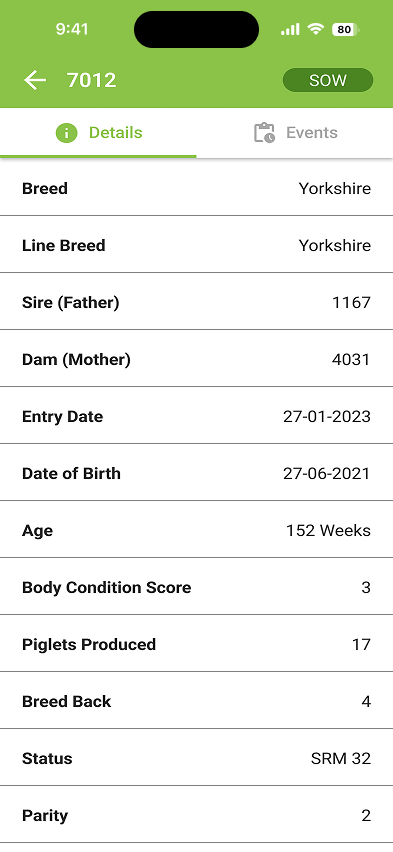 9:41 80
7012 SOW
Details Events
Breed Yorkshire
Line Breed Yorkshire
Sire (Father) 1167
Dam (Mother) 4031
Entry Date 27-01-2023
Date of Birth 27-06-2021
Age 152 Weeks
Body Condition Score 3
Piglets Produced 17
Breed Back 4
Status SRM 32
Parity 2